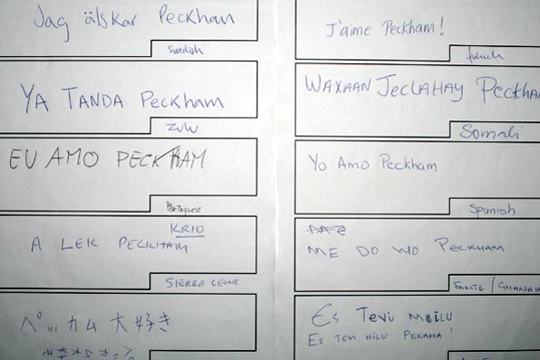 Jag älskar Peckham
Swedish
YA TANDA Peckham
ZULU
EU AMO PECKHAM
Portuguese
KRIO
A LEK PECKHAM
SIERRA LEONE
ペッカム大好き
J'aime Peckham!
french
WAXAAN JECLAHAY Peckham
Somali
Yo Amo Peckham
Spanish
ME DO WO PECKHAM
FANTE / GHANAIAN
Es Tevi mīlu
ES TEVI MILU PEKAMA!